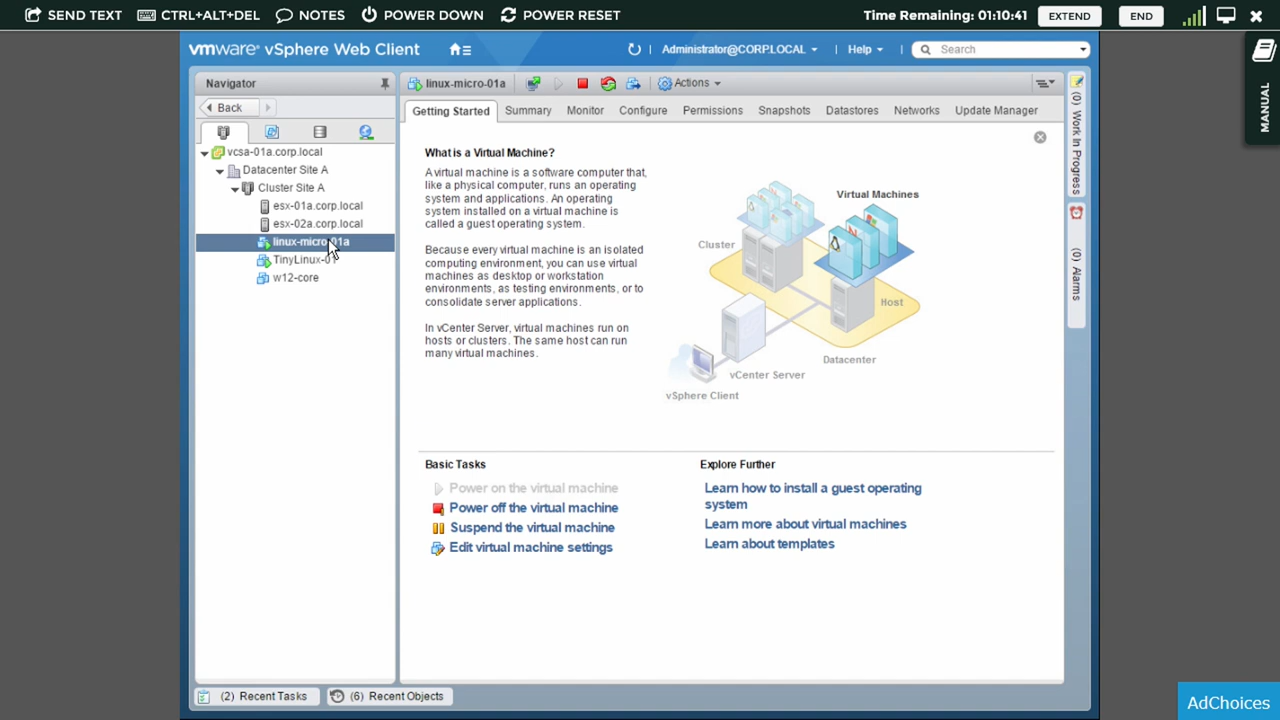 SEND TEXT CTRL+ALT+DEL NOTES POWER DOWN POWER RESET Time Remaining: 01:10:41 EXTEND END
vmware® vSphere Web Client Administrator@CORP.LOCAL Help Search
Navigator
Back
vcsa-01a.corp.local
Datacenter Site A
Cluster Site A
esx-01a.corp.local
esx-02a.corp.local
linux-micro-01a
TinyLinux-01
w12-core
linux-micro-01a Actions
Getting Started Summary Monitor Configure Permissions Snapshots Datastores Networks Update Manager
What is a Virtual Machine?
A virtual machine is a software computer that,
like a physical computer, runs an operating
system and applications. An operating
system installed on a virtual machine is
called a guest operating system.
Because every virtual machine is an isolated
computing environment, you can use virtual
machines as desktop or workstation
environments, as testing environments, or to
consolidate server applications.
In vCenter Server, virtual machines run on
hosts or clusters. The same host can run
many virtual machines.
Virtual Machines
Cluster
Host
Datacenter
vCenter Server
vSphere Client
Basic Tasks
Power on the virtual machine
Power off the virtual machine
Suspend the virtual machine
Edit virtual machine settings
Explore Further
Learn how to install a guest operating
system
Learn more about virtual machines
Learn about templates
(0) Work In Progress
(0) Alarms
MANUAL
(2) Recent Tasks (6) Recent Objects
AdChoices